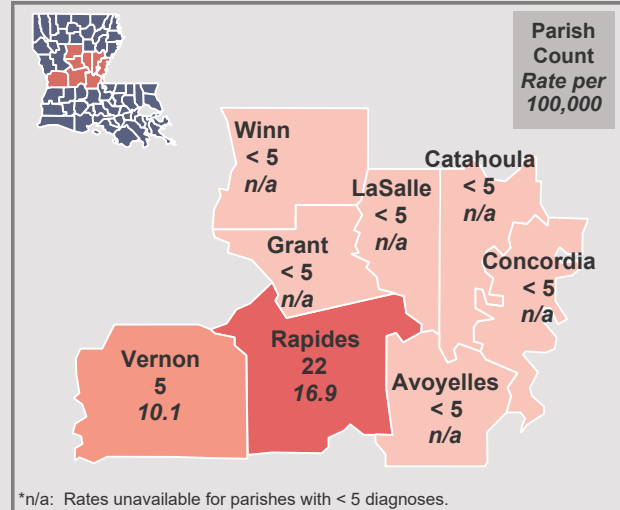 Parish
Count
Rate per
100,000
Winn
< 5
n/a
Catahoula
< 5
n/a
LaSalle
< 5
n/a
Grant
< 5
n/a
Concordia
< 5
n/a
Rapides
22
16.9
Vernon
5
10.1
Avoyelles
< 5
n/a
*n/a: Rates unavailable for parishes with < 5 diagnoses.